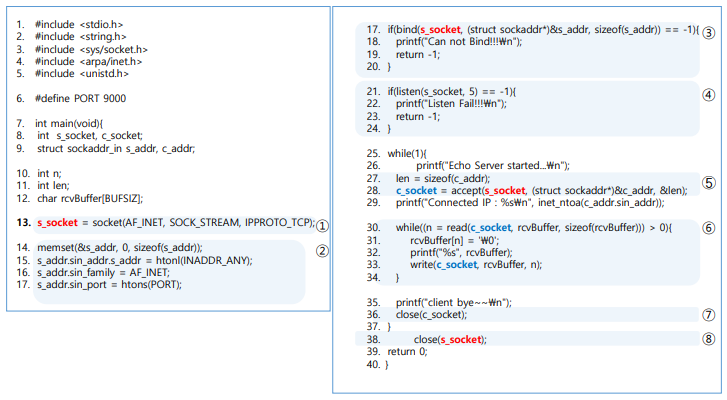 1. #include <stdio.h>
2. #include <string.h>
3. #include <sys/socket.h>
4. #include <arpa/inet.h>
5. #include <unistd.h>
6. #define PORT 9000
7. int main(void){
8. int s_socket, c_socket;
9. struct sockaddr_in s_addr, c_addr;
10. int n;
11. int len;
12. char rcvBuffer[BUFSIZ];
13. s_socket = socket(AF_INET, SOCK_STREAM, IPPROTO_TCP); ①
14. memset(&s_addr, 0, sizeof(s_addr)); ②
15. s_addr.sin_addr.s_addr = htonl(INADDR_ANY);
16. s_addr.sin_family = AF_INET;
17. s_addr.sin_port = htons(PORT);
17. if(bind(s_socket, (struct sockaddr*)&s_addr, sizeof(s_addr)) == -1){ ③
18. printf("Can not Bind!!!₩n");
19. return -1;
20. }
21. if(listen(s_socket, 5) == -1){ ④
22. printf("Listen Fail!!!₩n");
23. return -1;
24. }
25. while(1){
26. printf("Echo Server started...₩n");
27. len = sizeof(c_addr); ⑤
28. c_socket = accept(s_socket, (struct sockaddr*)&c_addr, &len);
29. printf("Connected IP : %s₩n", inet_ntoa(c_addr.sin_addr));
30. while((n = read(c_socket, rcvBuffer, sizeof(rcvBuffer))) > 0){ ⑥
31. rcvBuffer[n] = '₩0';
32. printf("%s", rcvBuffer);
33. write(c_socket, rcvBuffer, n);
34. }
35. printf("client bye~~₩n");
36. close(c_socket); ⑦
37. }
38. close(s_socket); ⑧
39. return 0;
40. }